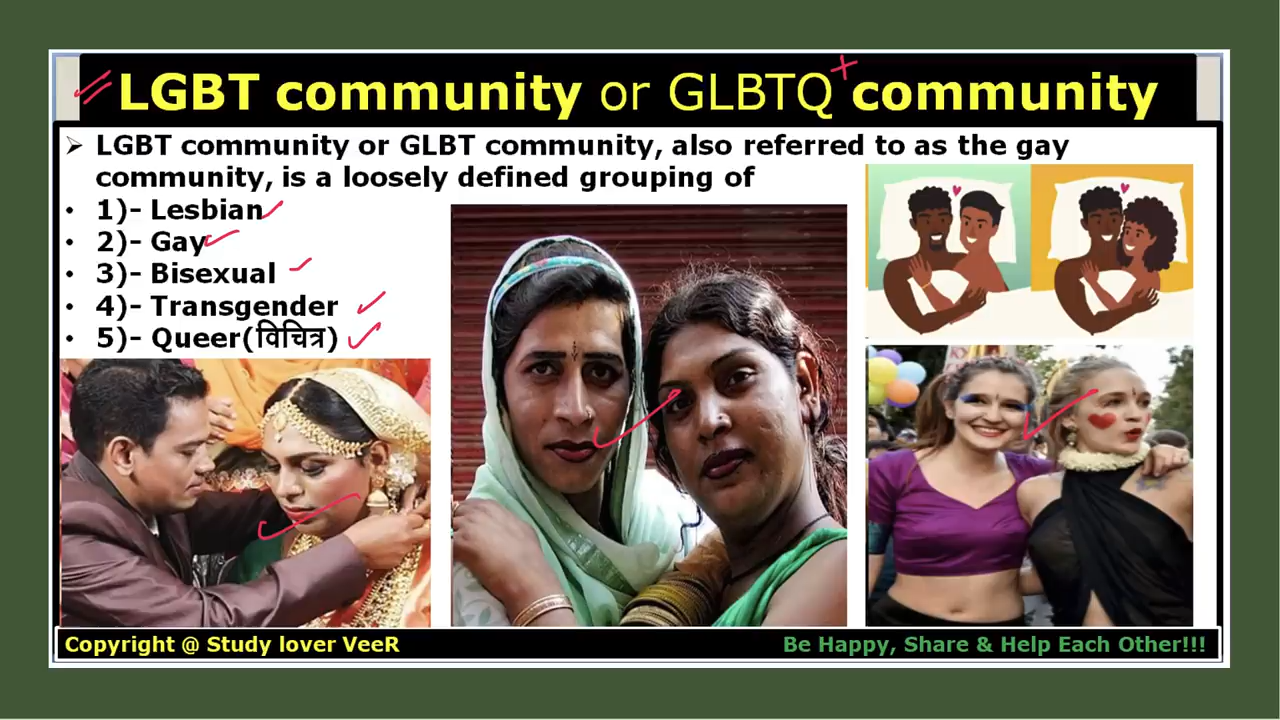 LGBT community or GLBTQ+ community
➤ LGBT community or GLBT community, also referred to as the gay
community, is a loosely defined grouping of
• 1)- Lesbian
• 2)- Gay
• 3)- Bisexual
• 4)- Transgender
• 5)- Queer(विचित्र)
Copyright @ Study lover VeeR
Be Happy, Share & Help Each Other!!!